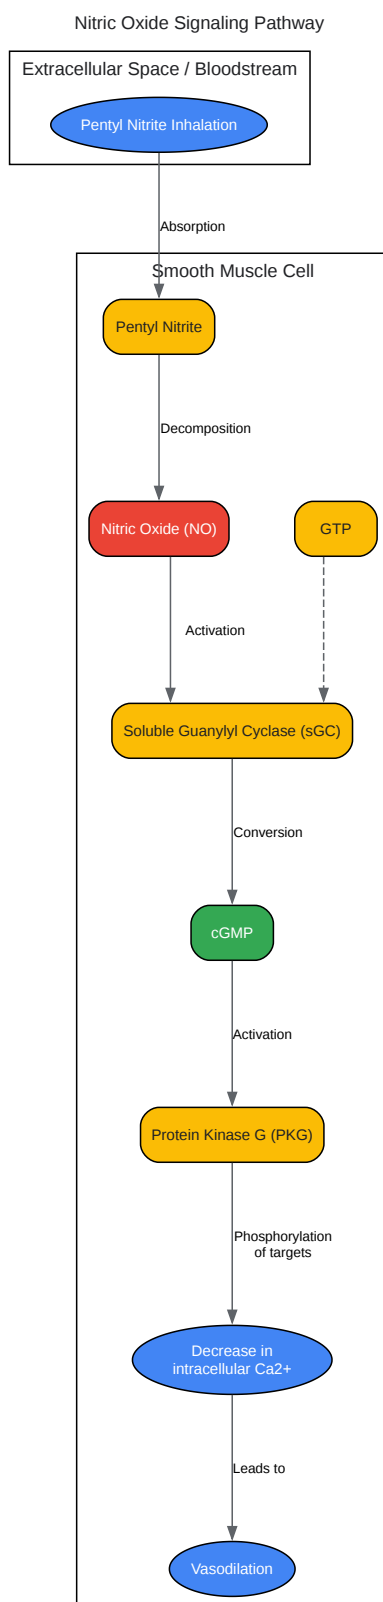 Nitric Oxide Signaling Pathway
Extracellular Space / Bloodstream
Pentyl Nitrite Inhalation
Absorption
Smooth Muscle Cell
Pentyl Nitrite
Decomposition
Nitric Oxide (NO)
GTP
Activation
Soluble Guanylyl Cyclase (sGC)
Conversion
cGMP
Activation
Protein Kinase G (PKG)
Phosphorylation
of targets
Decrease in
intracellular Ca2+
Leads to
Vasodilation